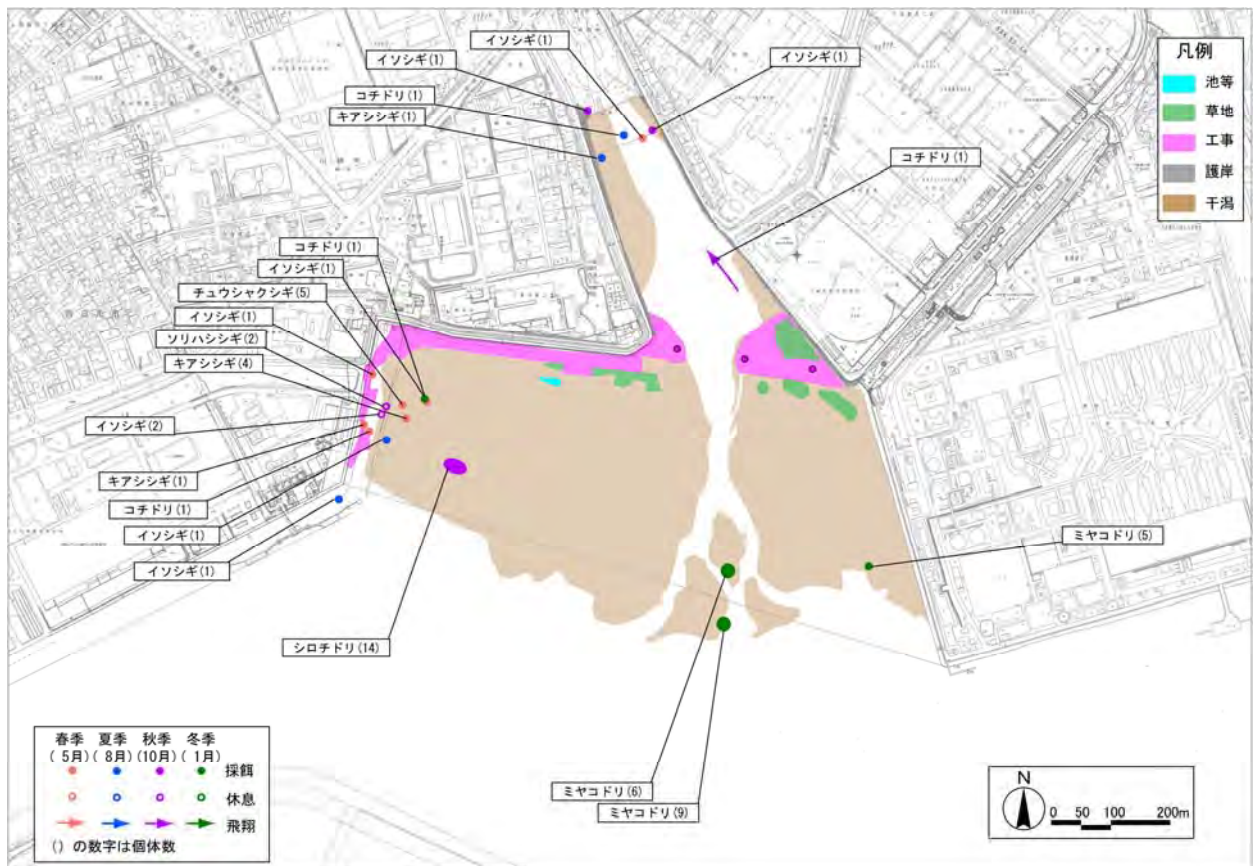 イソシギ(1)
イソシギ(1)
イソシギ(1)
コチドリ(1)
キアシシギ(1)
コチドリ(1)
凡例
池等
草地
工事
護岸
干潟
コチドリ(1)
イソシギ(1)
チュウシャクシギ(5)
イソシギ(1)
ソリハシシギ(2)
キアシシギ(4)
イソシギ(2)
キアシシギ(1)
コチドリ(1)
イソシギ(1)
イソシギ(1)
シロチドリ(14)
ミヤコドリ(5)
ミヤコドリ(6)
ミヤコドリ(9)
春季 夏季 秋季 冬季
( 5月) ( 8月) (10月) ( 1月)
採餌
休息
飛翔
() の数字は個体数
N
0 50 100 200m